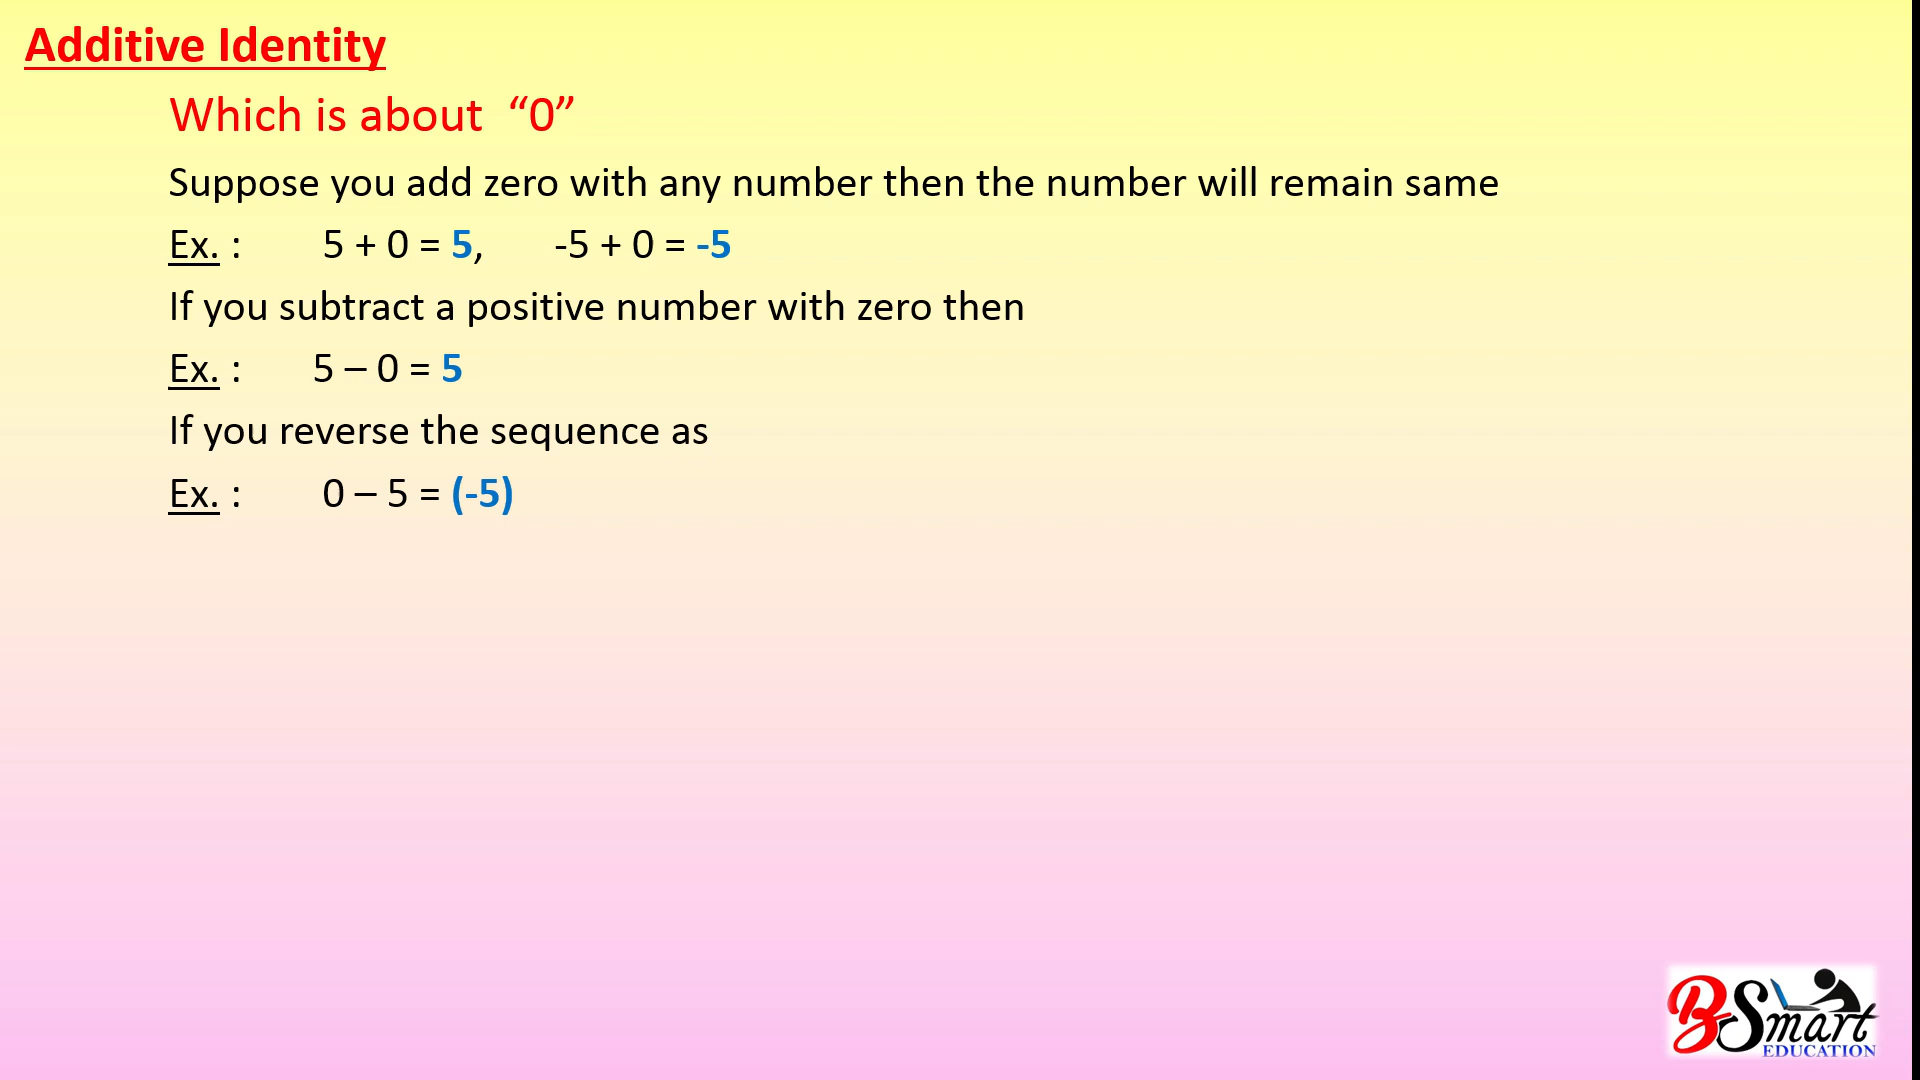 Additive Identity
Which is about “0”
Suppose you add zero with any number then the number will remain same
Ex. : 5 + 0 = 5, -5 + 0 = -5
If you subtract a positive number with zero then
Ex. : 5 – 0 = 5
If you reverse the sequence as
Ex. : 0 – 5 = (-5)
B Smart
EDUCATION